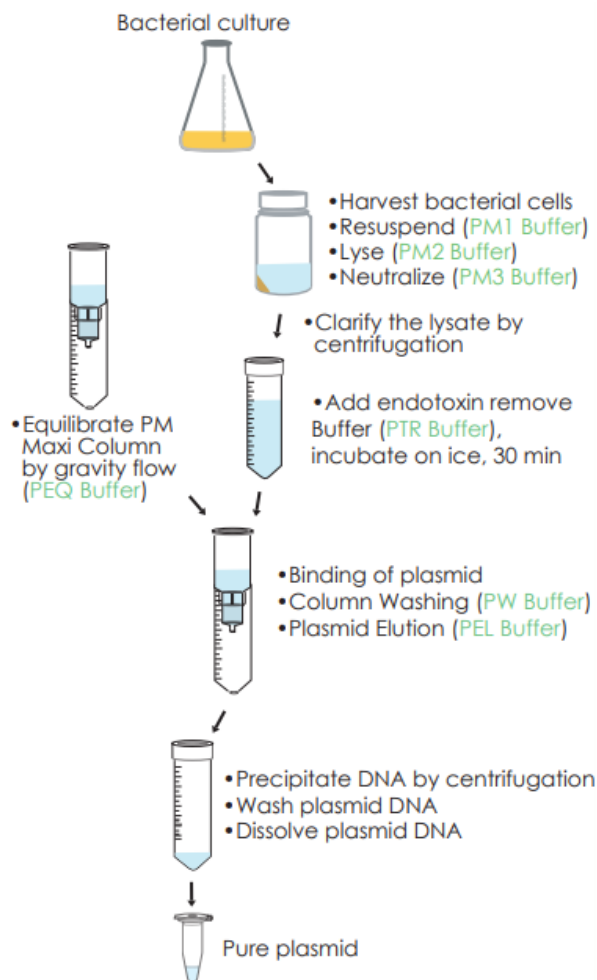 Bacterial culture
•Harvest bacterial cells
•Resuspend (PM1 Buffer)
•Lyse (PM2 Buffer)
•Neutralize (PM3 Buffer)
•Clarify the lysate by
centrifugation
•Add endotoxin remove
Buffer (PTR Buffer),
incubate on ice, 30 min
•Equilibrate PM
Maxi Column
by gravity flow
(PEQ Buffer)
•Binding of plasmid
•Column Washing (PW Buffer)
•Plasmid Elution (PEL Buffer)
•Precipitate DNA by centrifugation
•Wash plasmid DNA
•Dissolve plasmid DNA
Pure plasmid